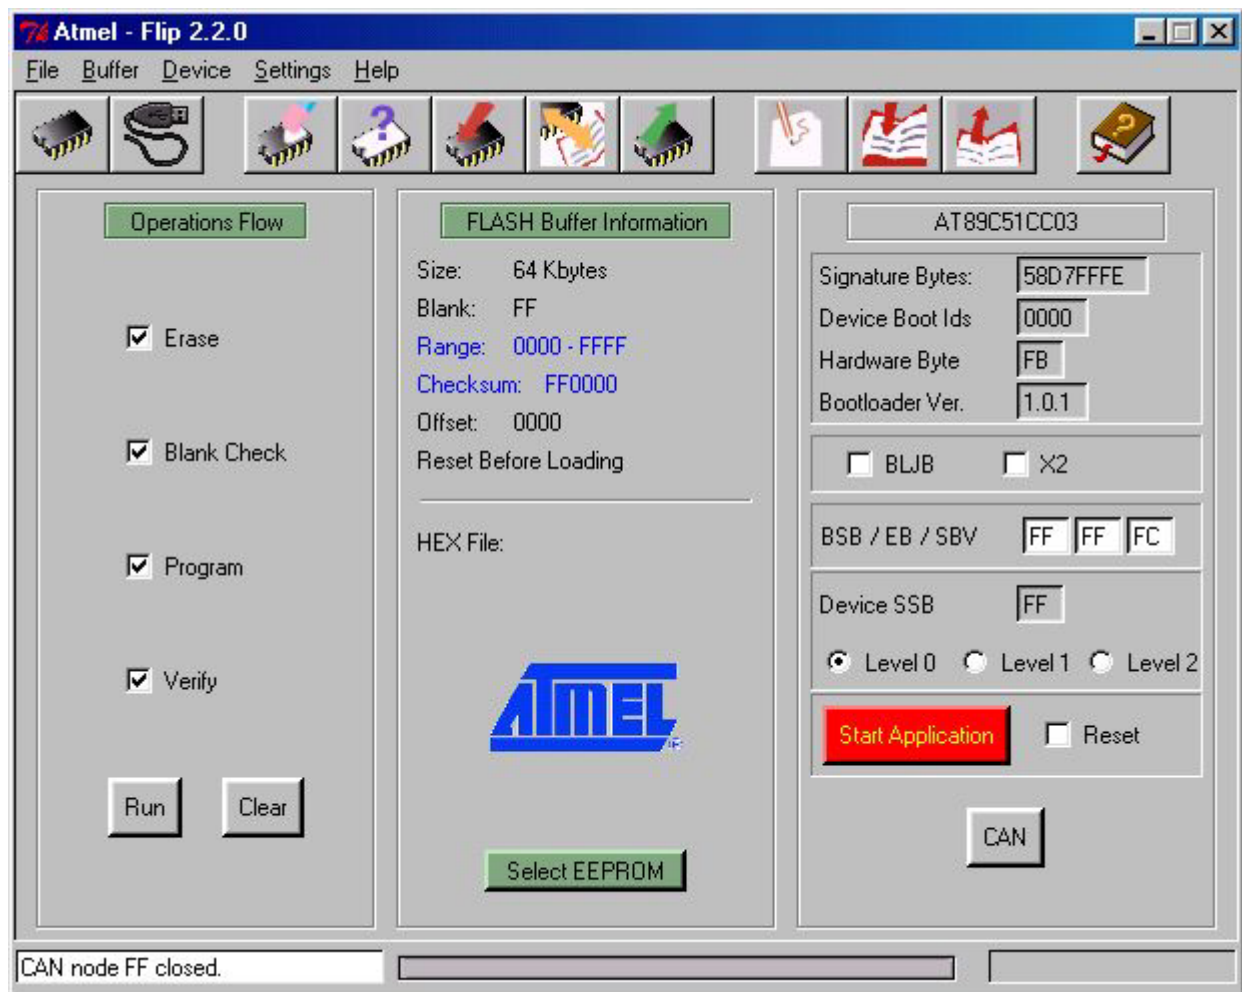 Atmel - Flip 2.2.0
File Buffer Device Settings Help
Operations Flow
Erase
Blank Check
Program
Verify
Run Clear
FLASH Buffer Information
Size: 64 Kbytes
Blank: FF
Range: 0000 - FFFF
Checksum: FF0000
Offset: 0000
Reset Before Loading
HEX File:
ATMEL
Select EEPROM
AT89C51CC03
Signature Bytes: 58D7FFFE
Device Boot Ids 0000
Hardware Byte FB
Bootloader Ver. 1.0.1
BLJB X2
BSB / EB / SBV FF FF FC
Device SSB FF
Level 0 Level 1 Level 2
Start Application Reset
CAN
CAN node FF closed.